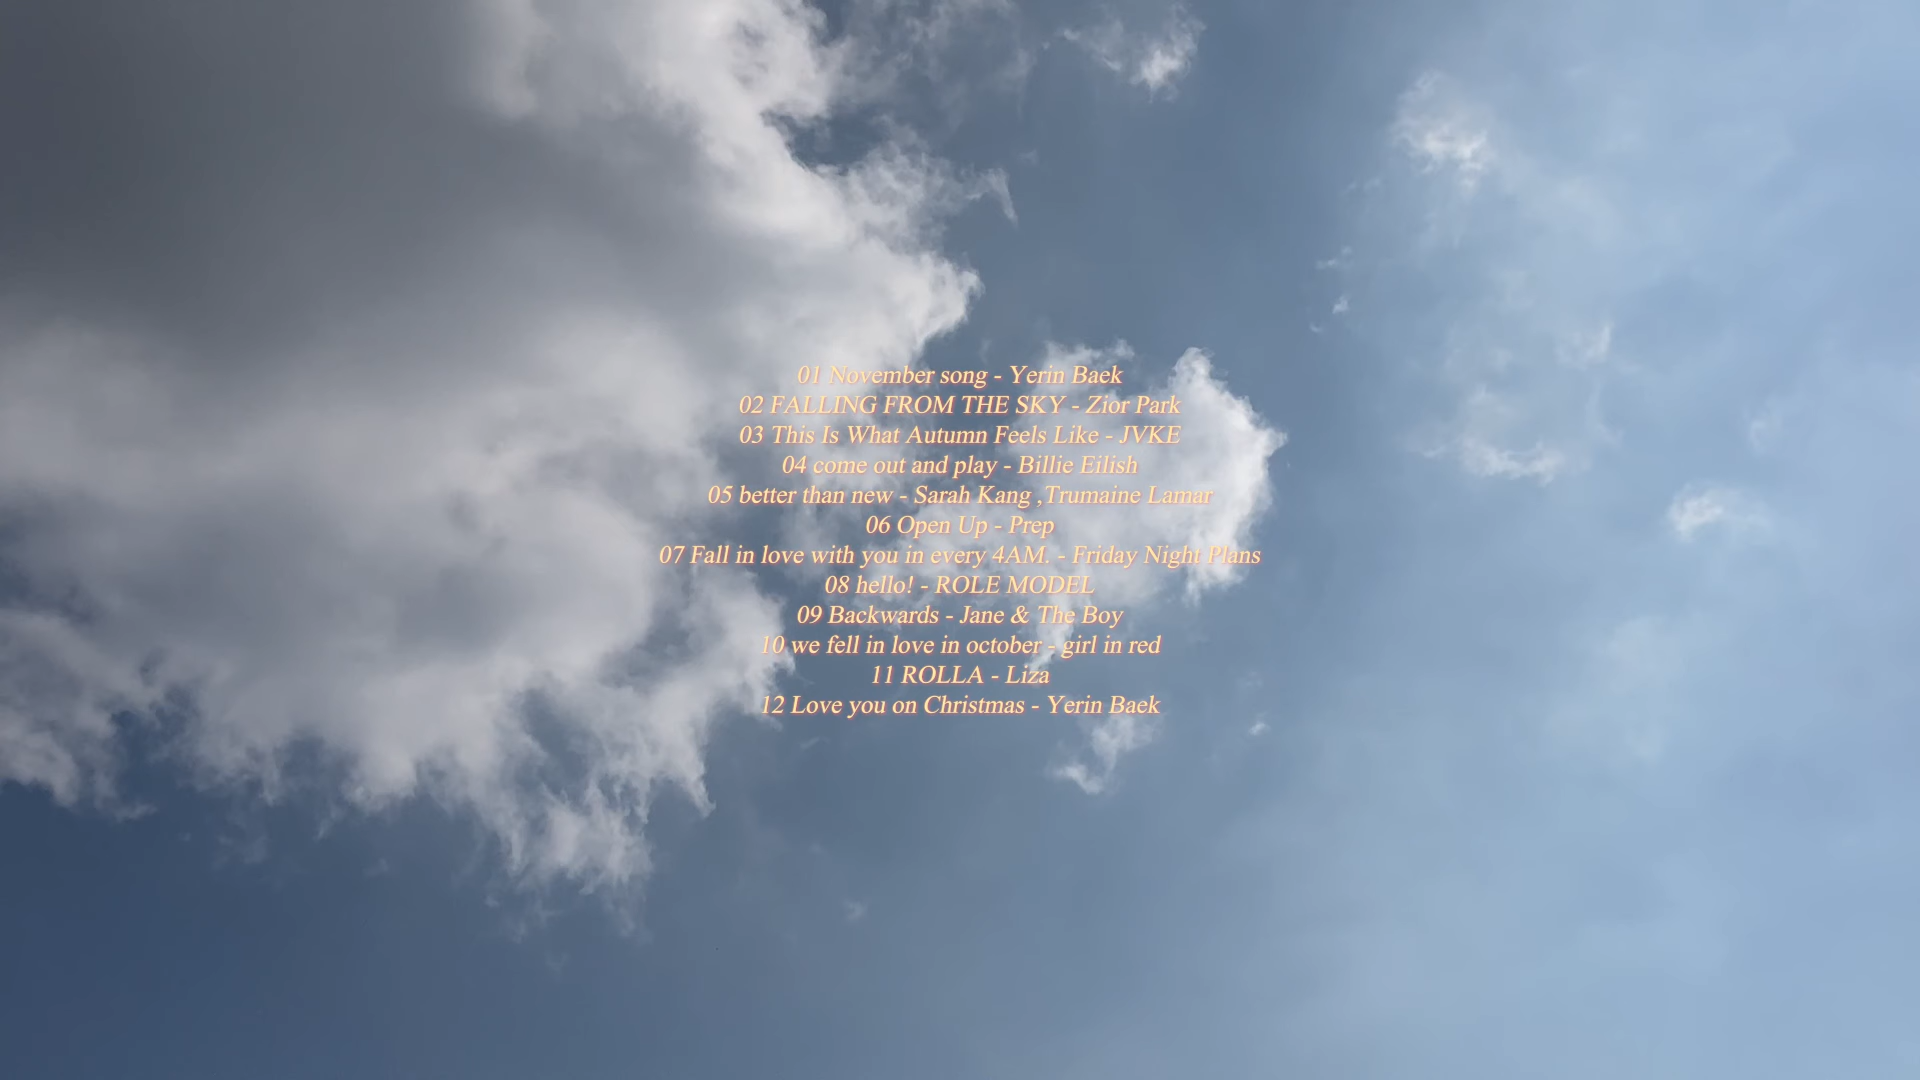 01 November song - Yerin Baek
02 FALLING FROM THE SKY - Zior Park
03 This Is What Autumn Feels Like - JVKE
04 come out and play - Billie Eilish
05 better than new - Sarah Kang ,Trumaine Lamar
06 Open Up - Prep
07 Fall in love with you in every 4AM. - Friday Night Plans
08 hello! - ROLE MODEL
09 Backwards - Jane & The Boy
10 we fell in love in october - girl in red
11 ROLLA - Liza
12 Love you on Christmas - Yerin Baek